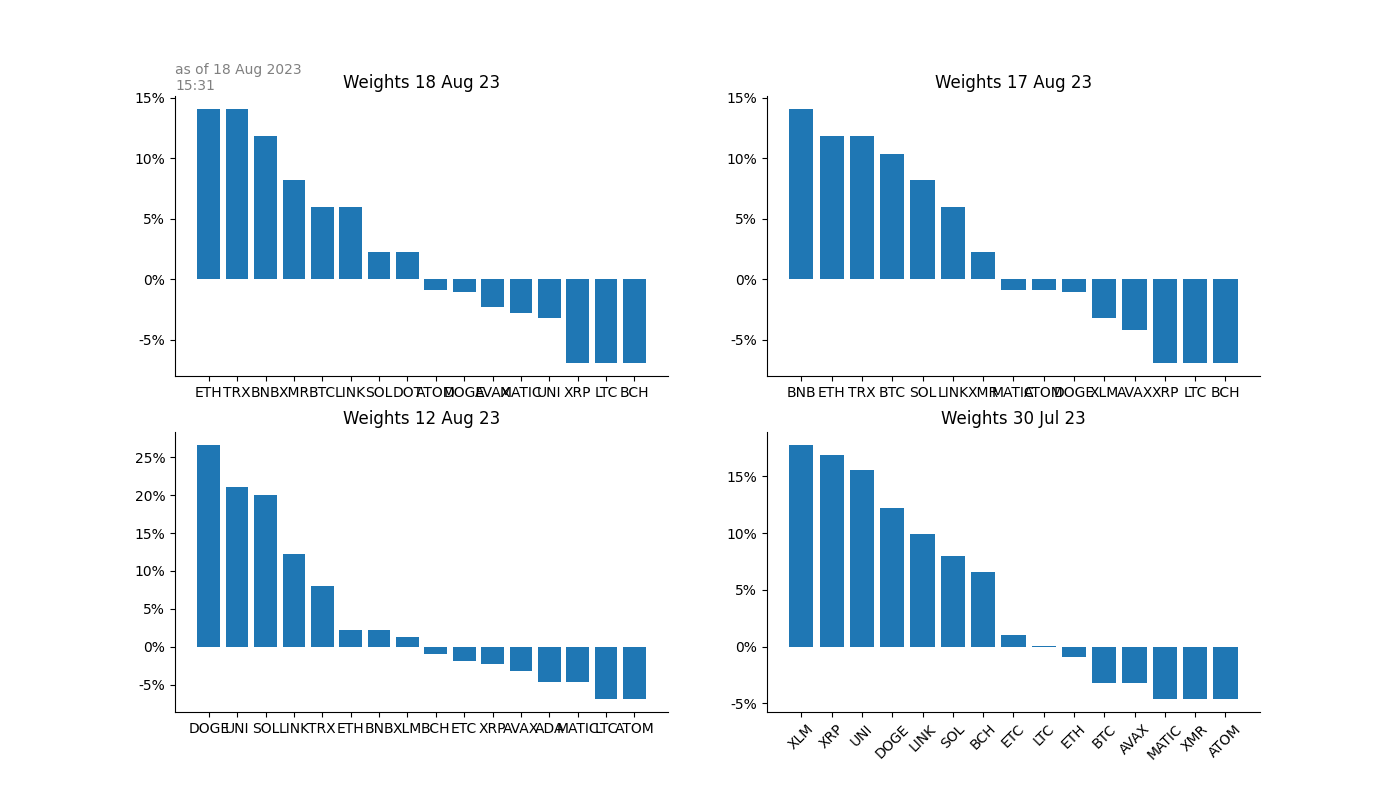 as of 18 Aug 2023
15:31
Weights 18 Aug 23
15%
10%
5%
0%
-5%
ETH TRX BNB XMR BTC LINK SOL DOT ATOM DOGE AVAX MATIC UNI XRP LTC BCH
Weights 17 Aug 23
15%
10%
5%
0%
-5%
BNB ETH TRX BTC SOL LINK XMR MATIC ATOM DOGE XLM AVAX XRP LTC BCH
Weights 12 Aug 23
25%
20%
15%
10%
5%
0%
-5%
DOGE UNI SOL LINK TRX ETH BNB XLM BCH ETC XRP AVAX ADA MATIC LTC ATOM
Weights 30 Jul 23
15%
10%
5%
0%
-5%
XLM XRP UNI DOGE LINK SOL BCH ETC LTC ETH BTC AVAX MATIC XMR ATOM